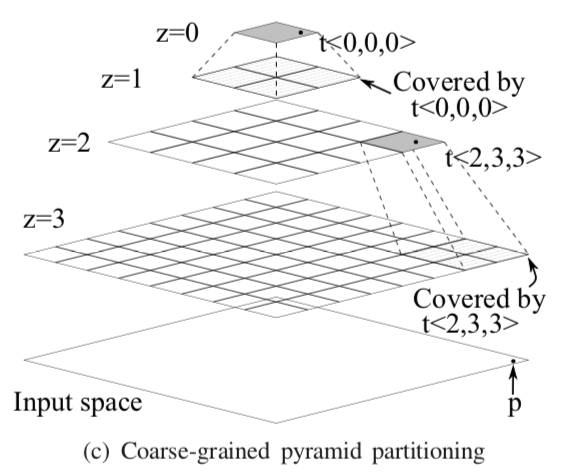 z=0
t<0,0,0>
z=1
Covered by
t<0,0,0>
z=2
t<2,3,3>
z=3
Covered by
t<2,3,3>
Input space
p
(c) Coarse-grained pyramid partitioning